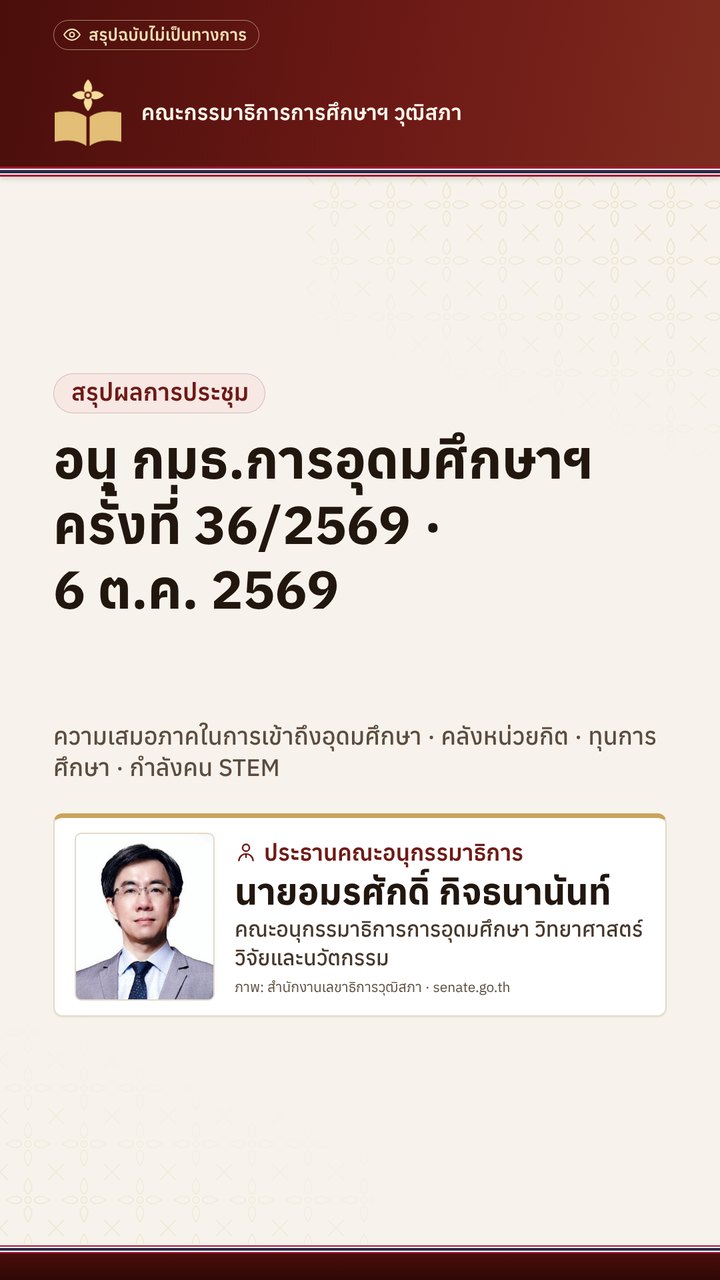 สรุปฉบับไม่เป็นทางการ
คณะกรรมาธิการการศึกษาฯ วุฒิสภา
สรุปผลการประชุม
อนุ กมธ.การอุดมศึกษาฯ
ครั้งที่ 36/2569 ·
6 ต.ค. 2569
ความเสมอภาคในการเข้าถึงอุดมศึกษา · คลังหน่วยกิต · ทุนการ
ศึกษา · กำลังคน STEM
ประธานคณะอนุกรรมาธิการ
นายอมรศักดิ์ กิจธนานันท์
คณะอนุกรรมาธิการการอุดมศึกษา วิทยาศาสตร์
วิจัยและนวัตกรรม
ภาพ: สำนักงานเลขาธิการวุฒิสภา · senate.go.th